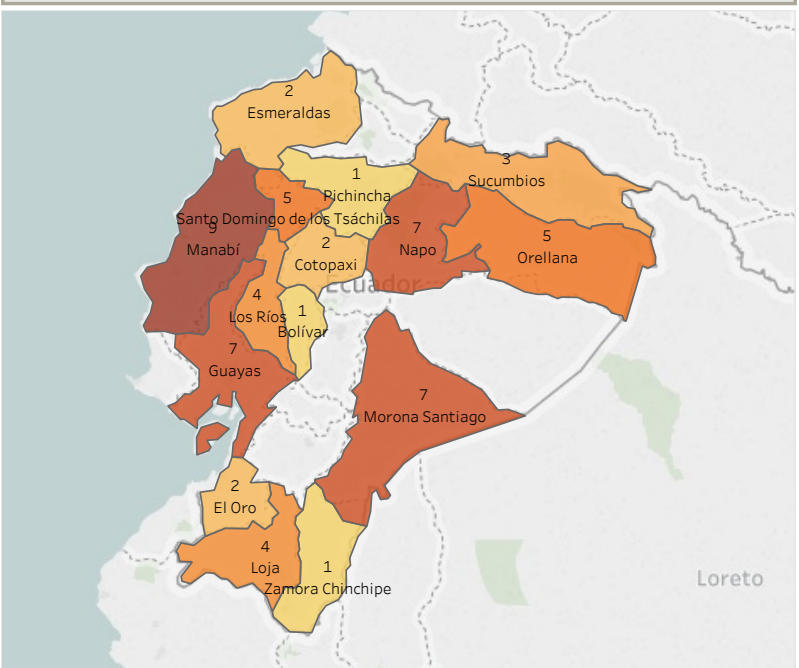 2
Esmeraldas
3
Sucumbios
1
Pichincha
5
Santo Domingo de los Tsáchilas
9
Manabí
7
Napo
5
Orellana
2
Cotopaxi
Ecuador
4
Los Ríos
1
Bolívar
7
Guayas
7
Morona Santiago
2
El Oro
4
Loja
1
Zamora Chinchipe
Loreto